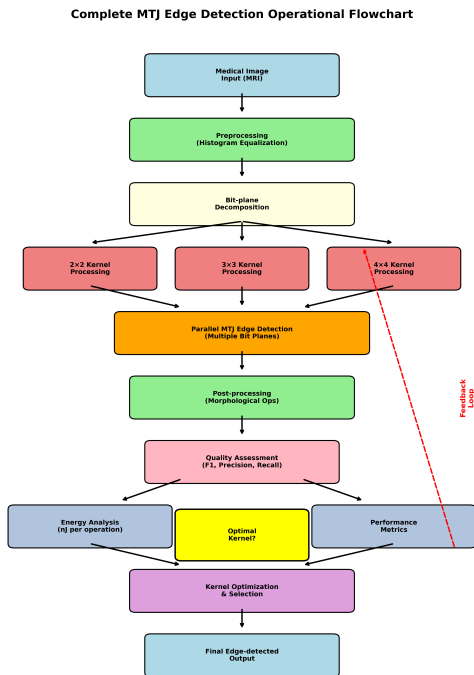 Complete MTJ Edge Detection Operational Flowchart
Medical Image
Input (MRI)
Preprocessing
(Histogram Equalization)
Bit-plane
Decomposition
2×2 Kernel
Processing
3×3 Kernel
Processing
4×4 Kernel
Processing
Parallel MTJ Edge Detection
(Multiple Bit Planes)
Post-processing
(Morphological Ops)
Feedback
Loop
Quality Assessment
(F1, Precision, Recall)
Energy Analysis
(nJ per operation)
Optimal
Kernel?
Performance
Metrics
Kernel Optimization
& Selection
Final Edge-detected
Output